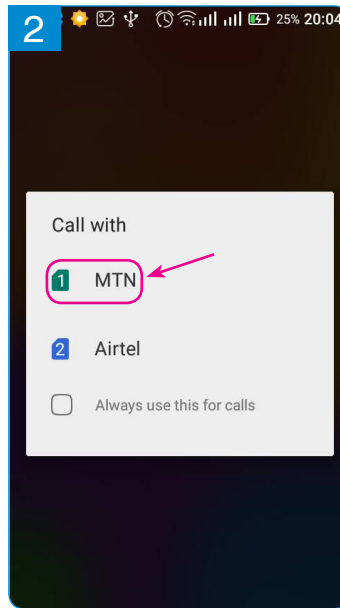 2
25% 20:04
Call with
1 MTN
2 Airtel
Always use this for calls